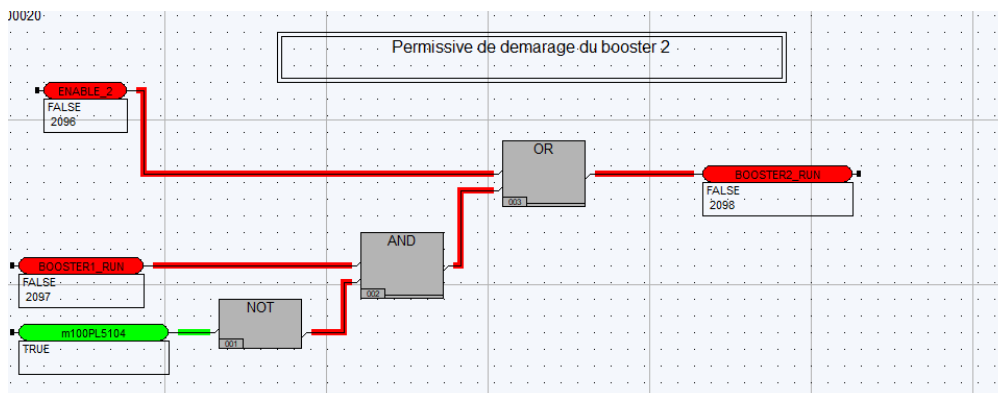 00020
Permissive de demarage du booster 2
ENABLE_2
FALSE
2096
OR
003
BOOSTER2_RUN
FALSE
2098
AND
002
BOOSTER1_RUN
FALSE
2097
NOT
001
m100PL5104
TRUE